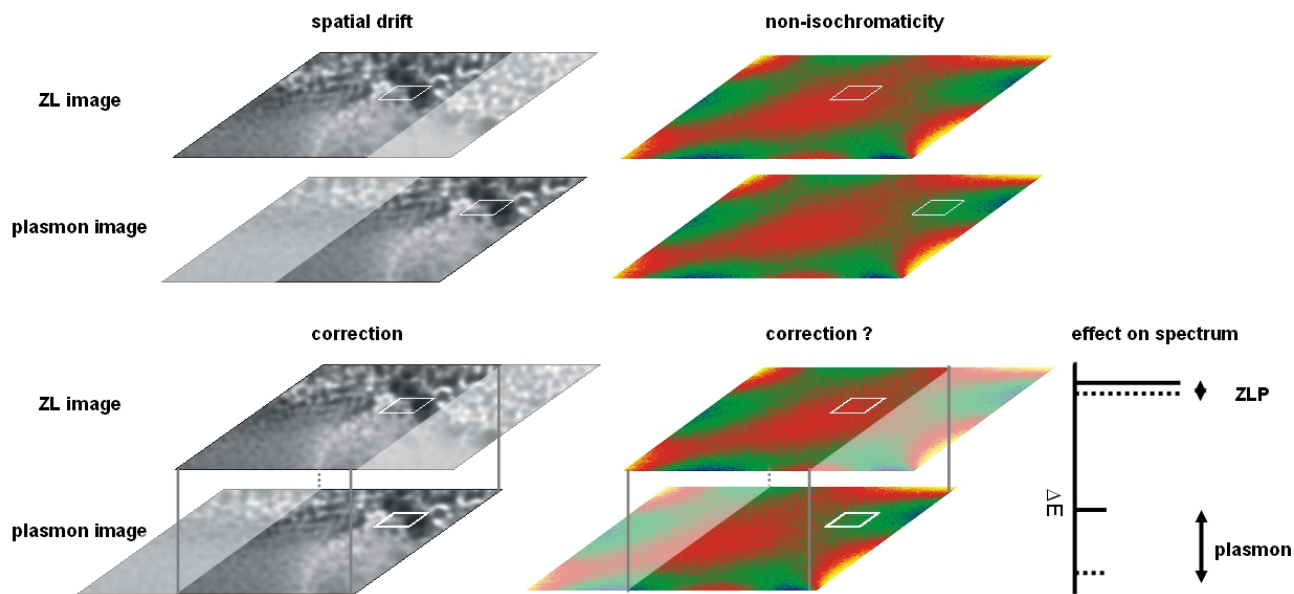 spatial drift
non-isochromaticity
ZL image
plasmon image
correction
correction ?
effect on spectrum
ZL image
ZLP
plasmon image
ΔE
plasmon